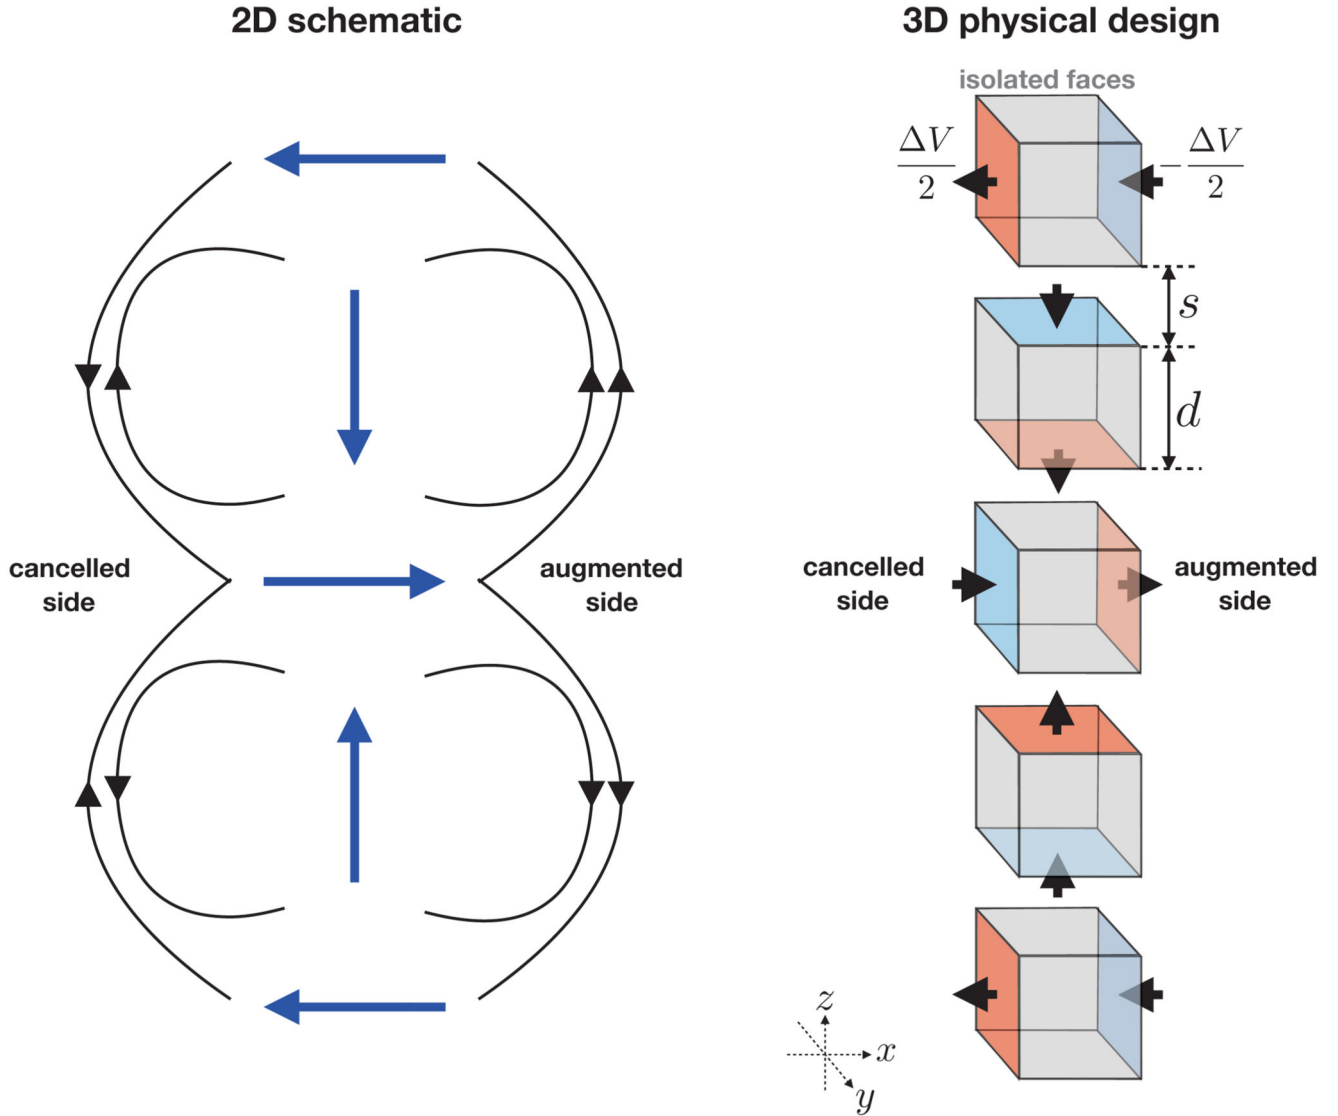 2D schematic
3D physical design
isolated faces
ΔV/2
-ΔV/2
s
d
cancelled
side
augmented
side
cancelled
side
augmented
side
z
x
y